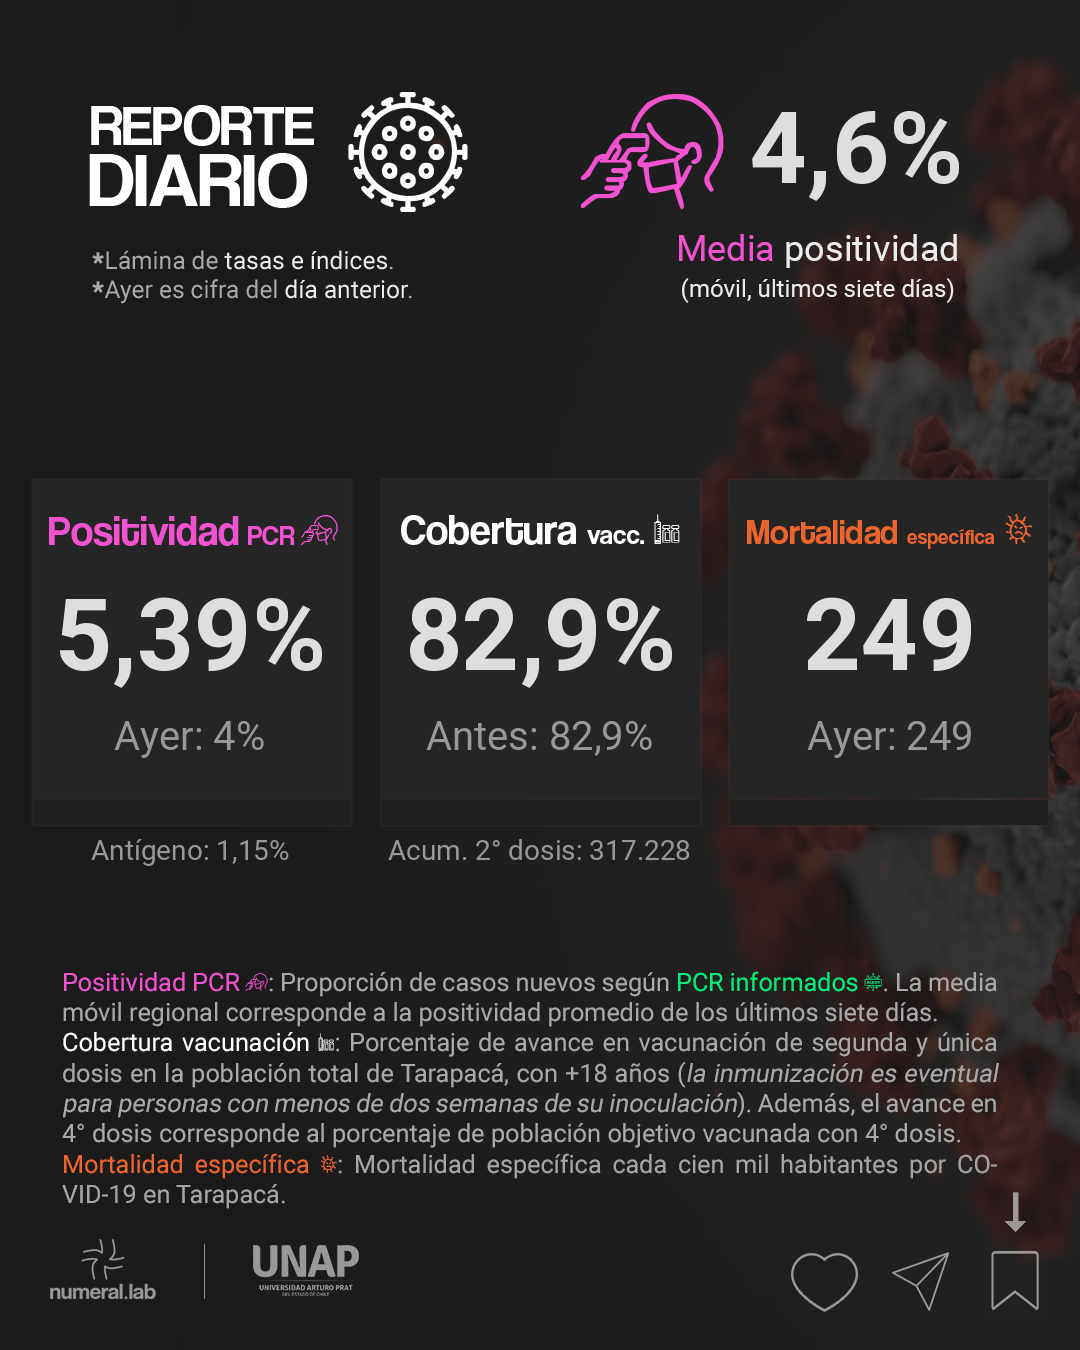 REPORTE
DIARIO
*Lámina de tasas e índices.
*Ayer es cifra del día anterior.
4,6%
Media positividad
(móvil, últimos siete días)
Positividad PCR
5,39%
Ayer: 4%
Antígeno: 1,15%
Cobertura vacc.
82,9%
Antes: 82,9%
Acum. 2° dosis: 317.228
Mortalidad específica
249
Ayer: 249
Positividad PCR : Proporción de casos nuevos según PCR informados . La media
móvil regional corresponde a la positividad promedio de los últimos siete días.
Cobertura vacunación : Porcentaje de avance en vacunación de segunda y única
dosis en la población total de Tarapacá, con +18 años (la inmunización es eventual
para personas con menos de dos semanas de su inoculación). Además, el avance en
4° dosis corresponde al porcentaje de población objetivo vacunada con 4° dosis.
Mortalidad específica : Mortalidad específica cada cien mil habitantes por CO-
VID-19 en Tarapacá.
numeral.lab
UNAP
UNIVERSIDAD ARTURO PRAT
DEL ESTADO DE CHILE